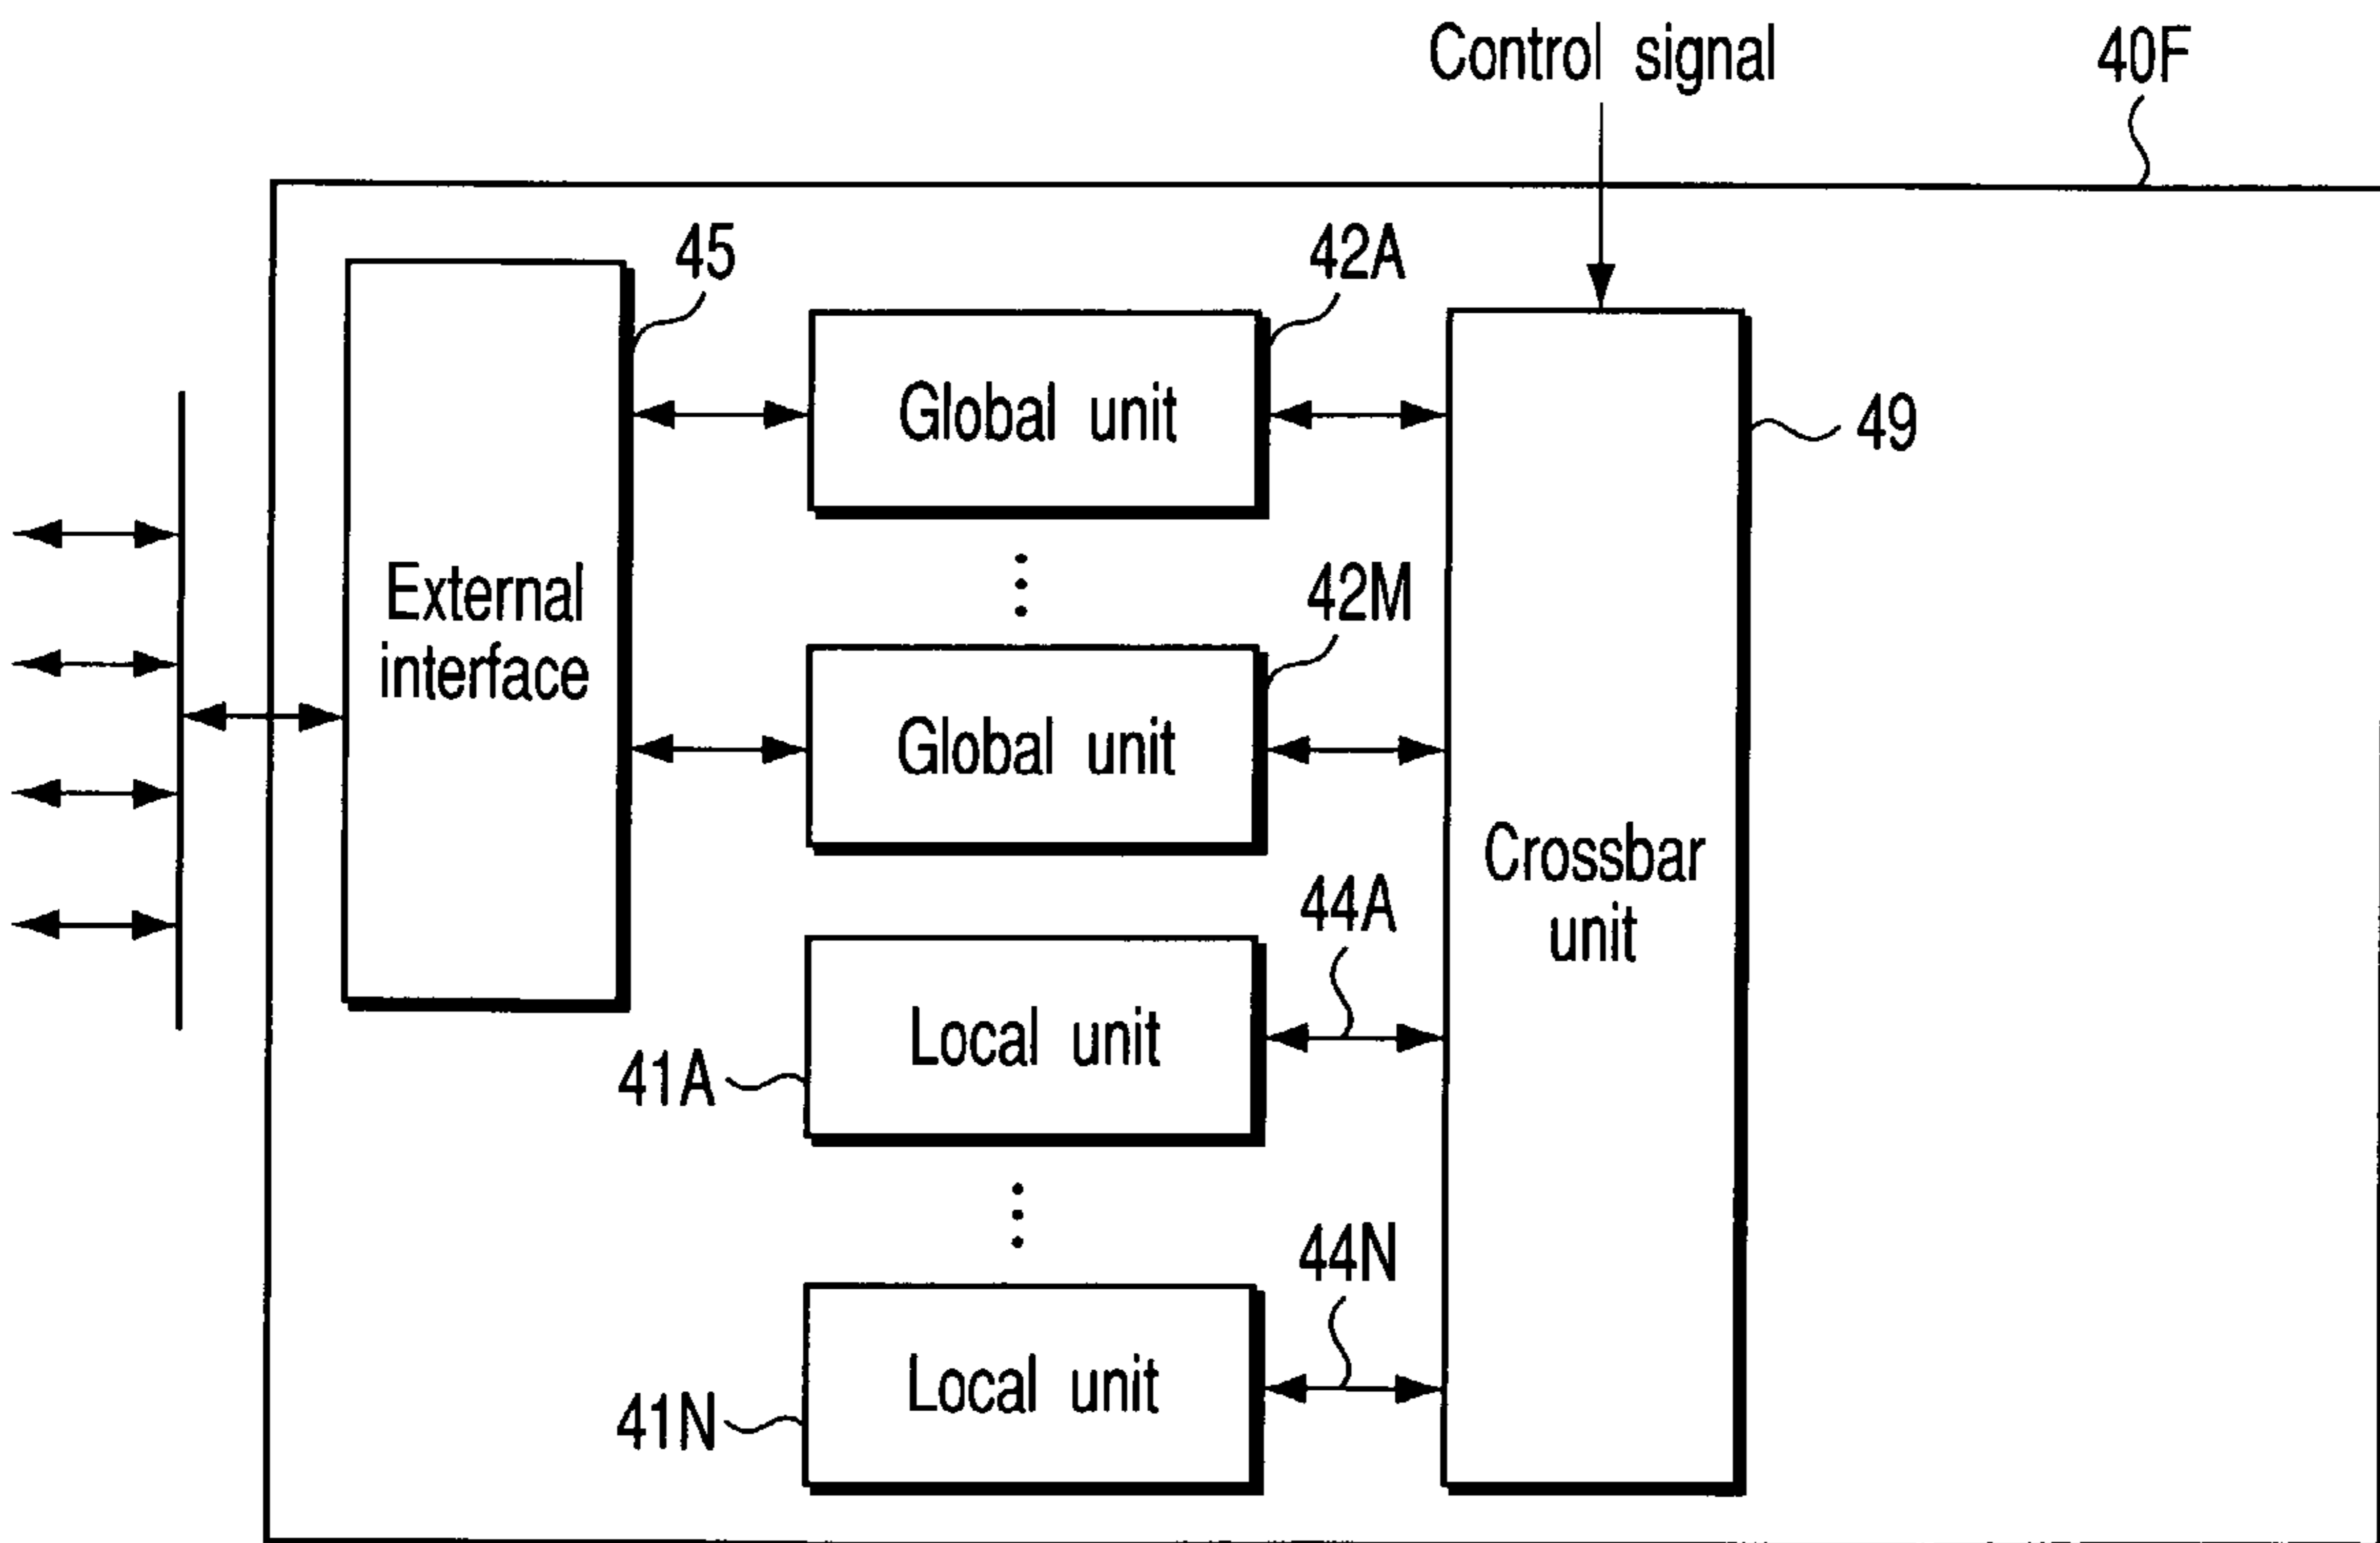 Control signal
40F
45
42A
Global unit
49
External
interface
42M
Global unit
Crossbar
unit
44A
Local unit
41A
44N
Local unit
41N